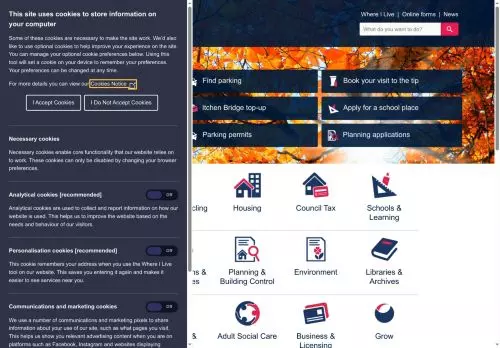 This site uses cookies to store information on
your computer
Some of these cookies are necessary to make the site work. We'd also
like to use optional cookies to help improve your experience on the site.
You can manage your optional cookie preferences below. Using this
tool will set a cookie on your device to remember your preferences.
Your preferences can be changed at any time.
For more details you can view our Cookies Notice
I Accept Cookies
I Do Not Accept Cookies
Necessary cookies
Necessary cookies enable core functionality that our website relies on
to work. These cookies can only be disabled by changing your browser
preferences.
Analytical cookies [recommended]
Off
Analytical cookies are used to collect and report information on how our
website is used. This helps us to improve the website based on the
needs and behaviour of our visitors.
Personalisation cookies [recommended]
Off
This cookie remembers your address when you use the Where I Live
tool on our website. This saves you entering it again and makes it
easier to see services near you.
Communications and marketing cookies
Off
We use a number of communications and marketing pixels to share
information about your use of our site, such as what pages you visit.
This helps us show you relevant advertising content when you are on
platforms such as Facebook, Instagram and websites displaying
Where I Live | Online forms | News
What do you want to do?
Find parking
Book your visit to the tip
Itchen Bridge top-up
Apply for a school place
Parking permits
Planning applications
cling
Housing
Council Tax
Schools &
Learning
s &
Planning &
Building Control
Environment
Libraries &
Archives
&
Adult Social Care
Business &
Licensing
Grow